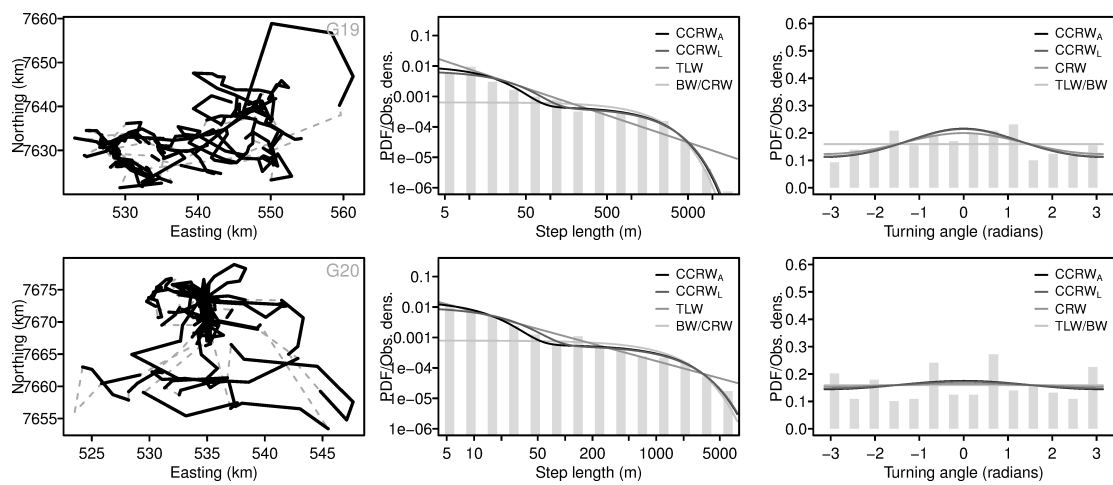 7660
7650
7640
7630
Northing (km)
G19
530
540
550
560
Easting (km)
0.1
0.01
0.001
1e−04
1e−05
1e−06
PDF/Obs. dens.
CCRWA
CCRWL
TLW
BW/CRW
5
50
500
5000
Step length (m)
0.6
0.5
0.4
0.3
0.2
0.1
0.0
PDF/Obs. dens.
CCRWA
CCRWL
CRW
TLW/BW
−3
−2
−1
0
1
2
3
Turning angle (radians)
7675
7670
7665
7660
7655
Northing (km)
G20
525
530
535
540
545
Easting (km)
0.1
0.01
0.001
1e−04
1e−05
1e−06
PDF/Obs. dens.
CCRWA
CCRWL
TLW
BW/CRW
5
10
50
200
1000
5000
Step length (m)
0.6
0.5
0.4
0.3
0.2
0.1
0.0
PDF/Obs. dens.
CCRWA
CCRWL
CRW
TLW/BW
−3
−2
−1
0
1
2
3
Turning angle (radians)